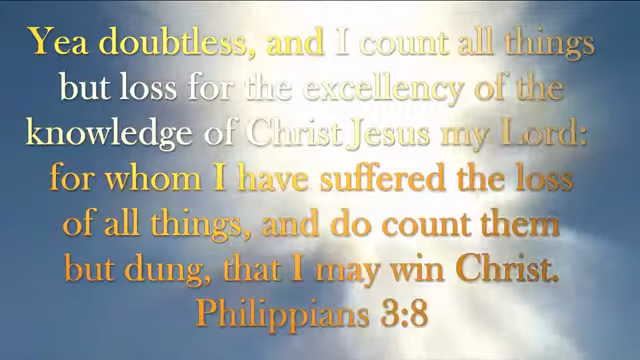 Yea doubtless, and I count all things
but loss for the excellency of the
knowledge of Christ Jesus my Lord:
for whom I have suffered the loss
of all things, and do count them
but dung, that I may win Christ.
Philippians 3:8